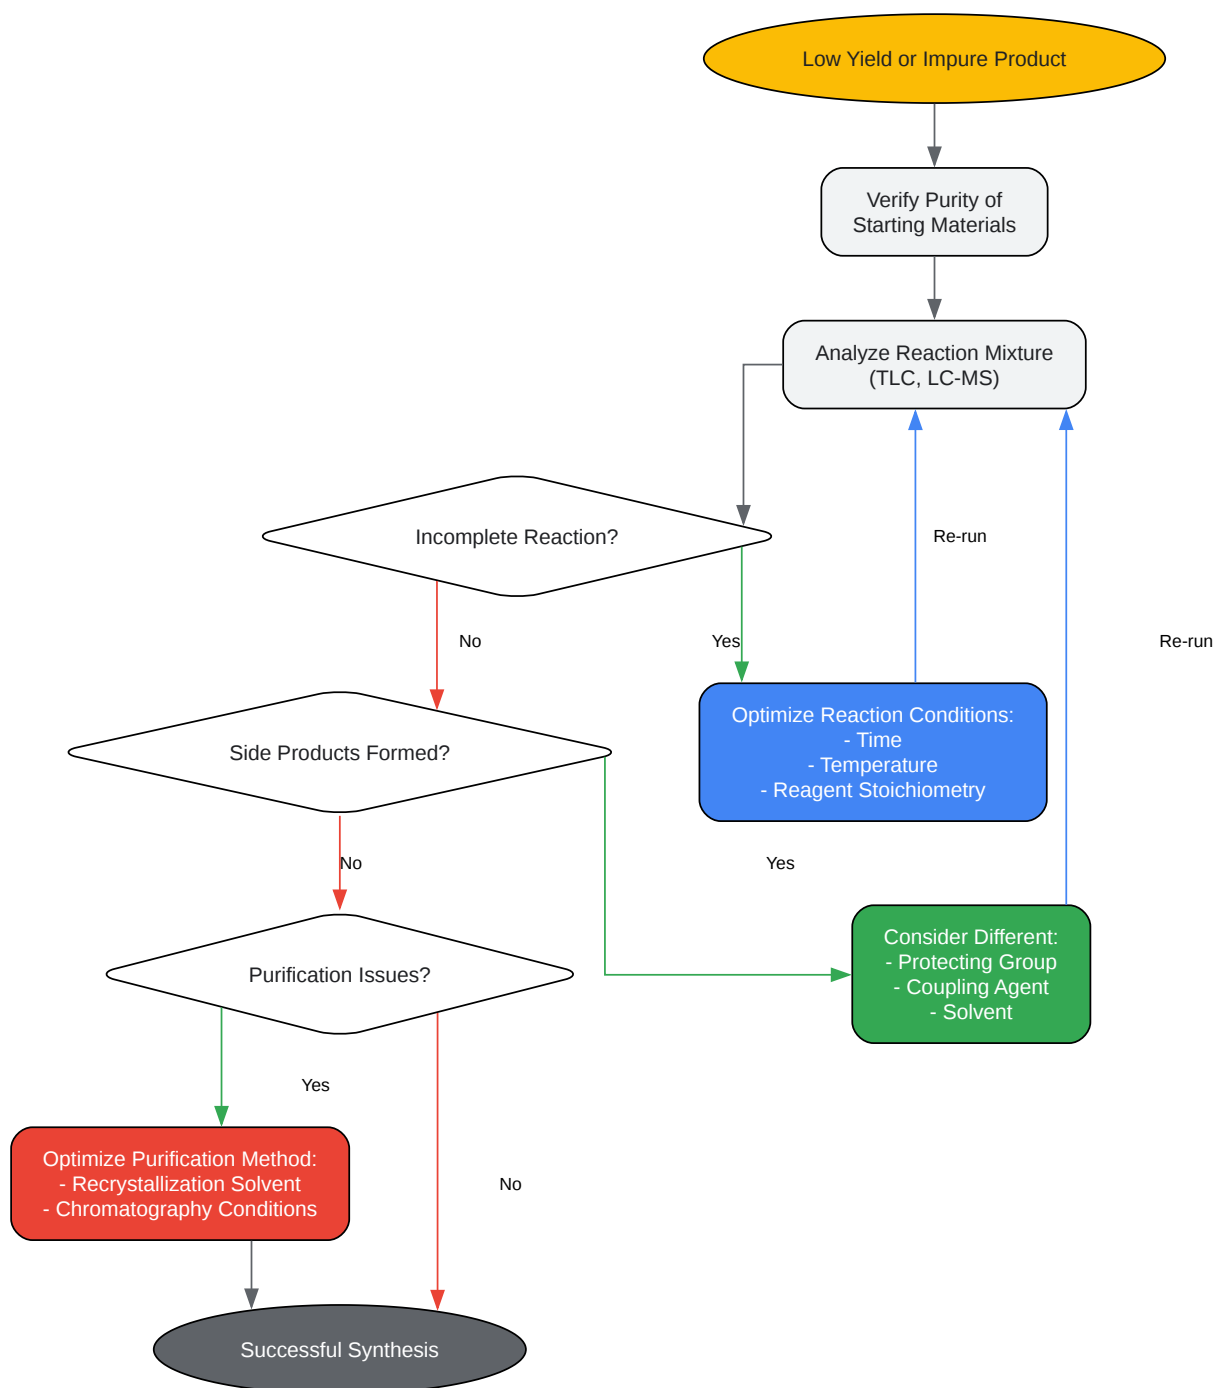 Low Yield or Impure Product
Verify Purity of
Starting Materials
Analyze Reaction Mixture
(TLC, LC-MS)
Incomplete Reaction?
Re-run
No
Yes
Re-run
Side Products Formed?
Optimize Reaction Conditions:
- Time
- Temperature
- Reagent Stoichiometry
No
Yes
Purification Issues?
Consider Different:
- Protecting Group
- Coupling Agent
- Solvent
Yes
Optimize Purification Method:
- Recrystallization Solvent
- Chromatography Conditions
No
Successful Synthesis